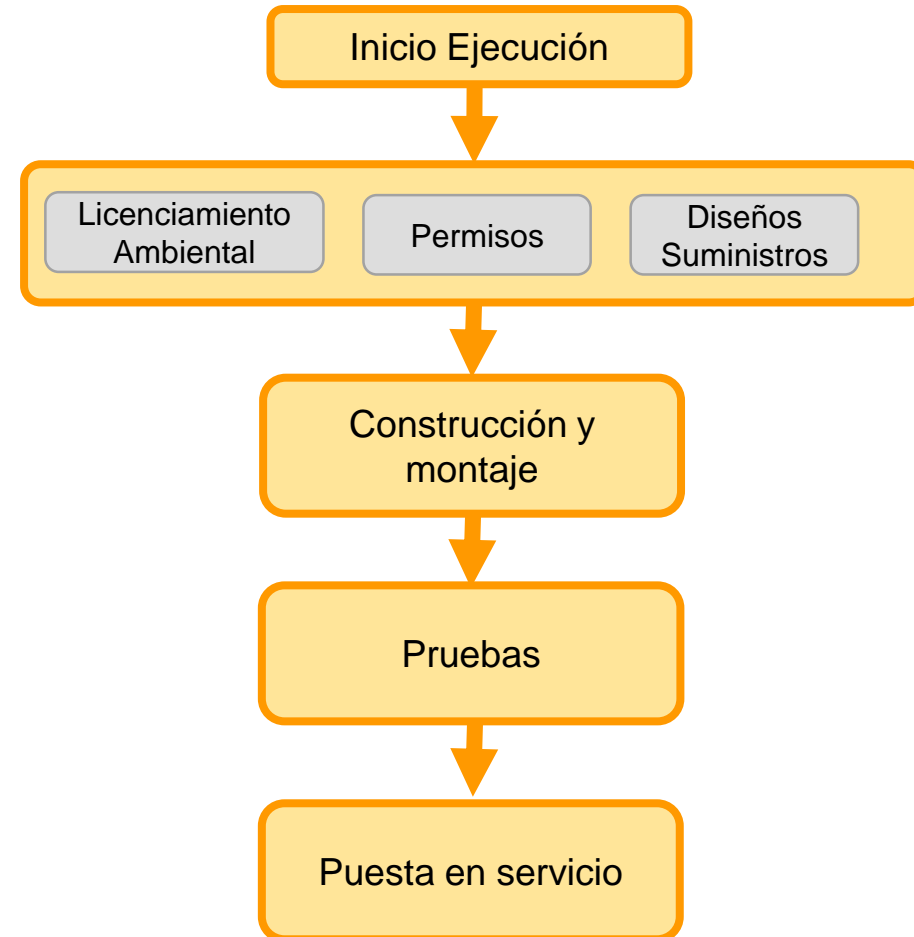 Inicio Ejecución
Licenciamiento
Ambiental
Permisos
Diseños
Suministros
Construcción y
montaje
Pruebas
Puesta en servicio